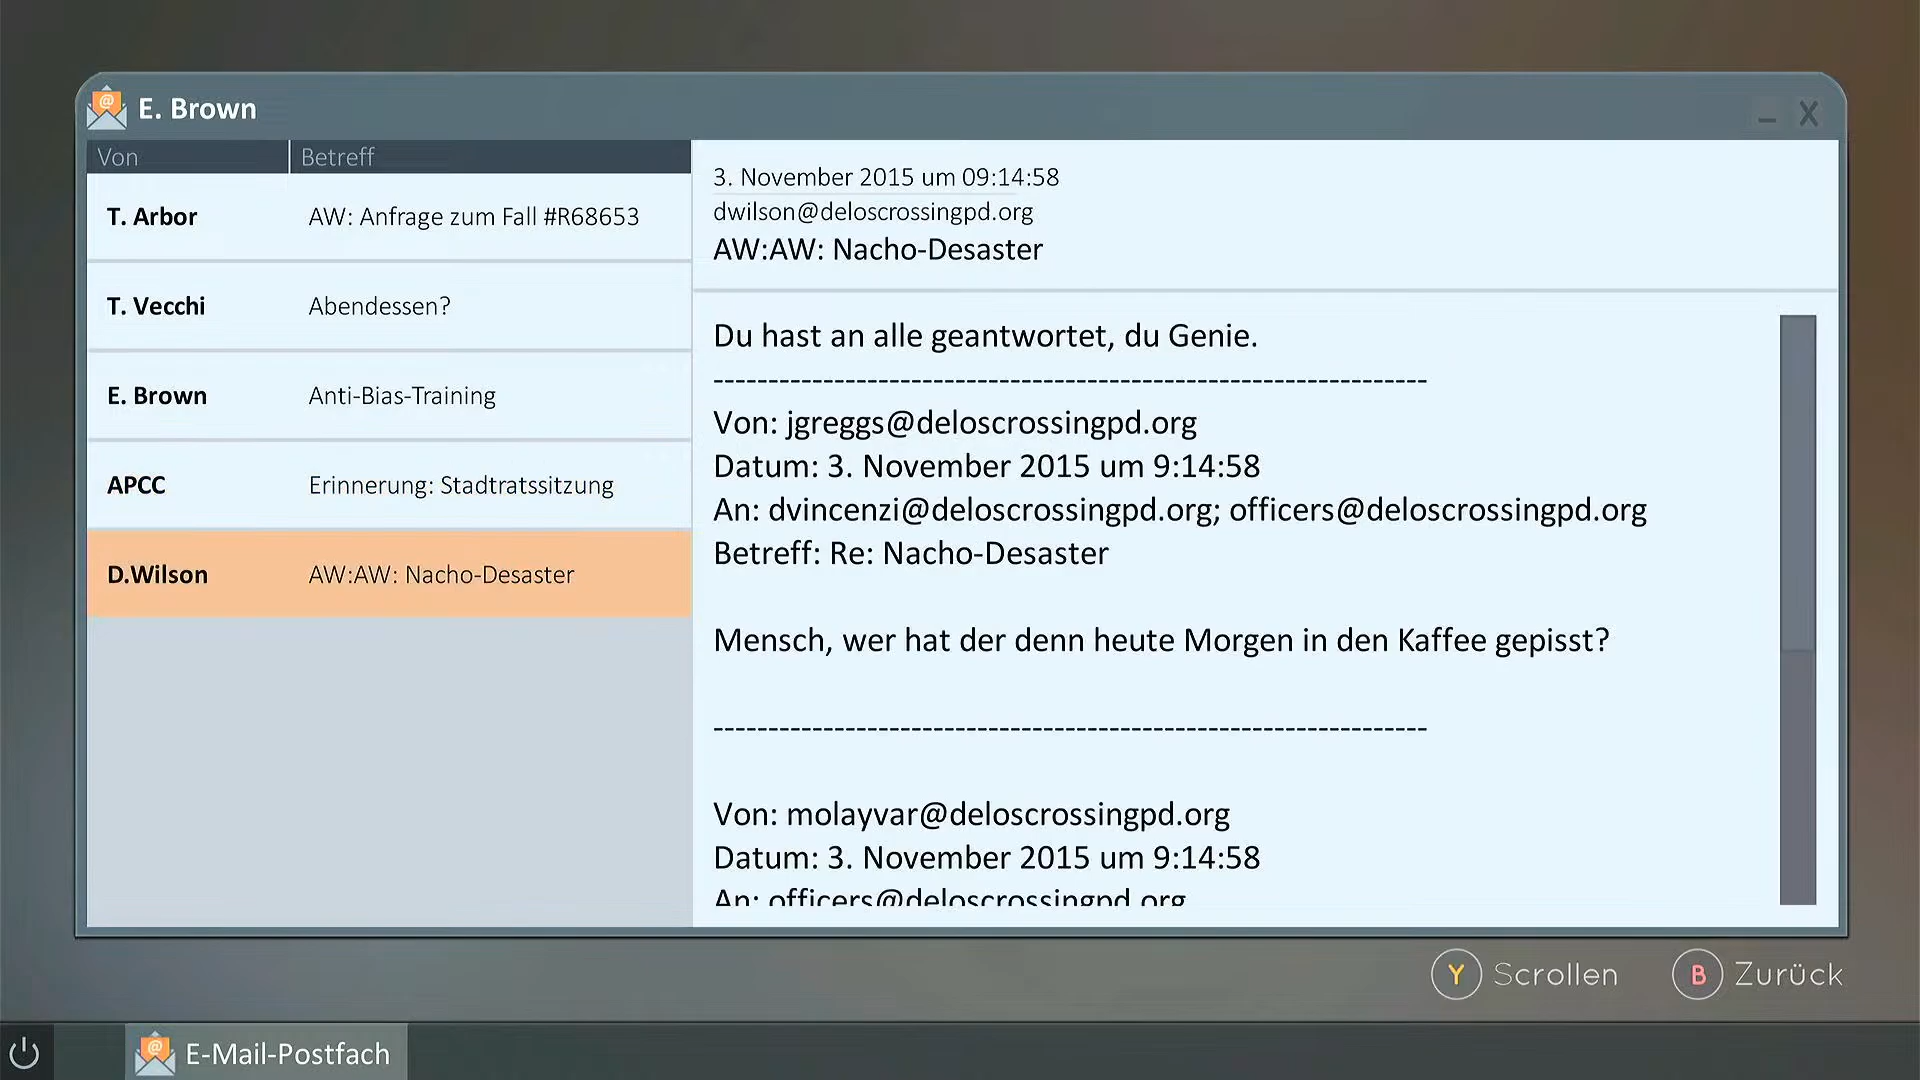 E. Brown
Von Betreff
T. Arbor AW: Anfrage zum Fall #R68653
T. Vecchi Abendessen?
E. Brown Anti-Bias-Training
APCC Erinnerung: Stadtratssitzung
D.Wilson AW:AW: Nacho-Desaster
3. November 2015 um 09:14:58
dwilson@deloscrossingpd.org
AW:AW: Nacho-Desaster
Du hast an alle geantwortet, du Genie.
-----------------------------------------------------------------
Von: jgreggs@deloscrossingpd.org
Datum: 3. November 2015 um 9:14:58
An: dvincenzi@deloscrossingpd.org; officers@deloscrossingpd.org
Betreff: Re: Nacho-Desaster
Mensch, wer hat der denn heute Morgen in den Kaffee gepisst?
-----------------------------------------------------------------
Von: molayvar@deloscrossingpd.org
Datum: 3. November 2015 um 9:14:58
An: officers@deloscrossingpd.org
Y Scrollen B Zurück
E-Mail-Postfach